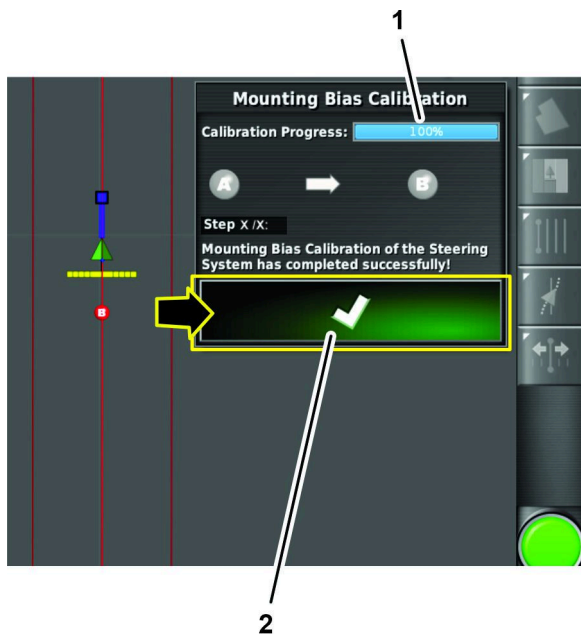 1
Mounting Bias Calibration
Calibration Progress: 100%
A B
Step X /X:
Mounting Bias Calibration of the Steering
System has completed successfully!
B
2